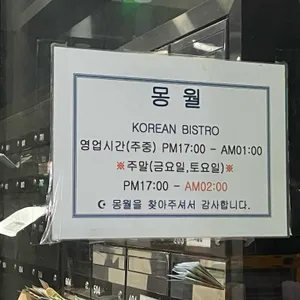 몽 월
KOREAN BISTRO
영업시간(주중) PM17:00 - AM01:00
※주말(금요일,토요일)※
PM17:00 - AM02:00
☪ 몽월을 찾아주셔서 감사합니다.
504